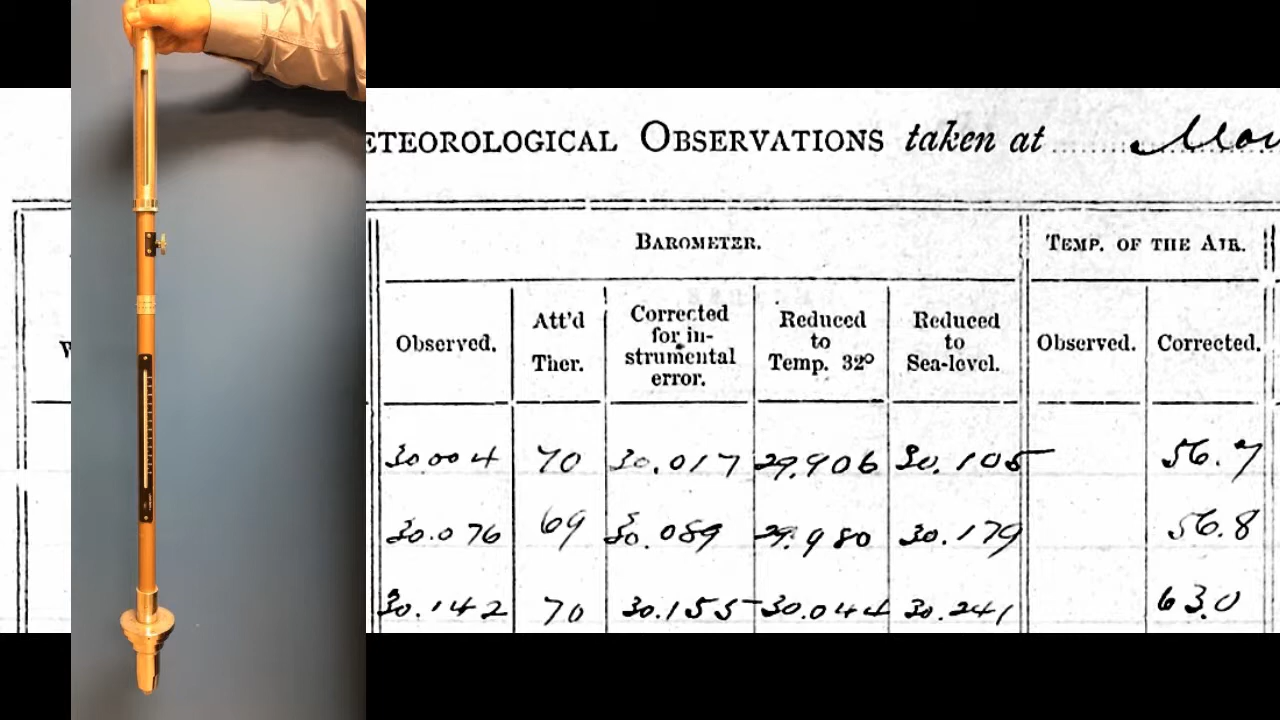 ETEOROLOGICAL OBSERVATIONS taken at
BAROMETER. TEMP. OF THE AIR.
Observed. Att'd Ther. Corrected for in-strumental error. Reduced to Temp. 32° Reduced to Sea-level. Observed. Corrected.
30.004 70 30.017 29.906 30.105 56.7
30.076 69 30.089 29.980 30.179 56.8
30.142 70 30.155 30.044 30.241 63.0